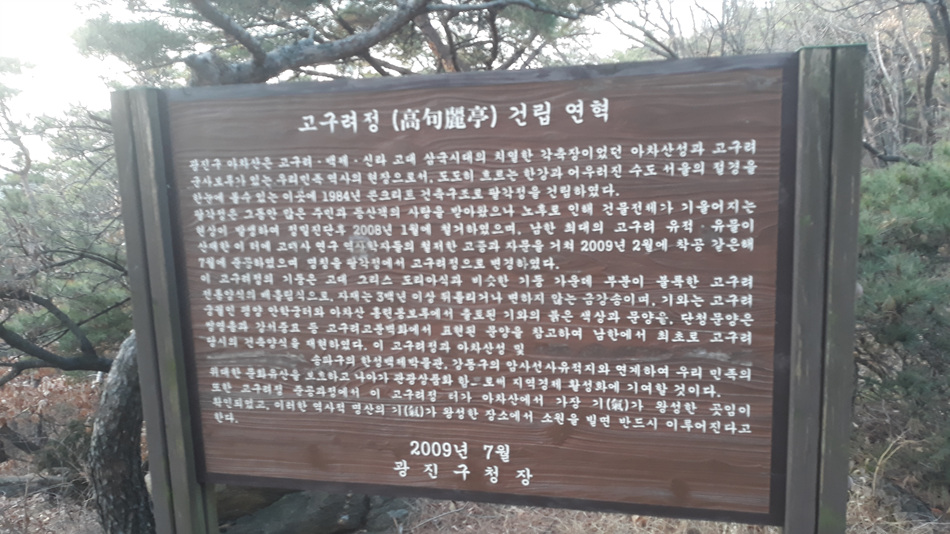 고구려정 (高句麗亭) 건립 연혁
광진구 아차산은 고구려·백제·신라 고대 삼국시대의 치열한 각축장이었던 아차산성과 고구려
군사보루가 있는 우리민족 역사의 현장으로서, 도도히 흐르는 한강과 어우러진 수도 서울의 절경을
한눈에 볼수 있는 이곳에 1984년 콘크리트 건축구조로 팔각정을 건립하였다.
팔각정은 그동안 많은 주민과 등산객의 사랑을 받아왔으나 노후로 인해 건물전체가 기울어지는
현상이 발생하여 정밀진단후 2008년 1월에 철거하였으며, 남한 최대의 고구려 유적·유물이
산재한 이 터에 고대사 연구 역사학자들의 철저한 고증과 자문을 거쳐 2009년 2월에 착공 같은해
7월에 준공하였으며 명칭을 팔각정에서 고구려정으로 변경하였다.
이 고구려정의 기둥은 고대 그리스 도리아식과 비슷한 기둥 가운데 부분이 볼록한 고구려
전통양식의 배흘림식으로, 자재는 3백년 이상 뒤틀리거나 변하지 않는 금강송이며, 기와는 고구려
궁궐인 평양 안학궁터와 아차산 홍련봉보루에서 출토된 기와의 붉은 색상과 문양을, 단청문양은
쌍영총과 강서중묘 등 고구려고분벽화에서 표현된 문양을 참고하여 남한에서 최초로 고구려
당시의 건축양식을 재현하였다. 이 고구려정과 아차산성 및
송파구의 한성백제박물관, 강동구의 암사선사유적지와 연계하여 우리 민족의
위대한 문화유산을 보호하고 나아가 관광상품화 함으로써 지역경제 활성화에 기여할 것이다.
또한 고구려정 준공과정에서 이 고구려정 터가 아차산에서 가장 기(氣)가 왕성한 곳임이
확인되었고, 이러한 역사적 명산의 기(氣)가 왕성한 장소에서 소원을 빌면 반드시 이루어진다고
한다.
2009년 7월
광진구청장